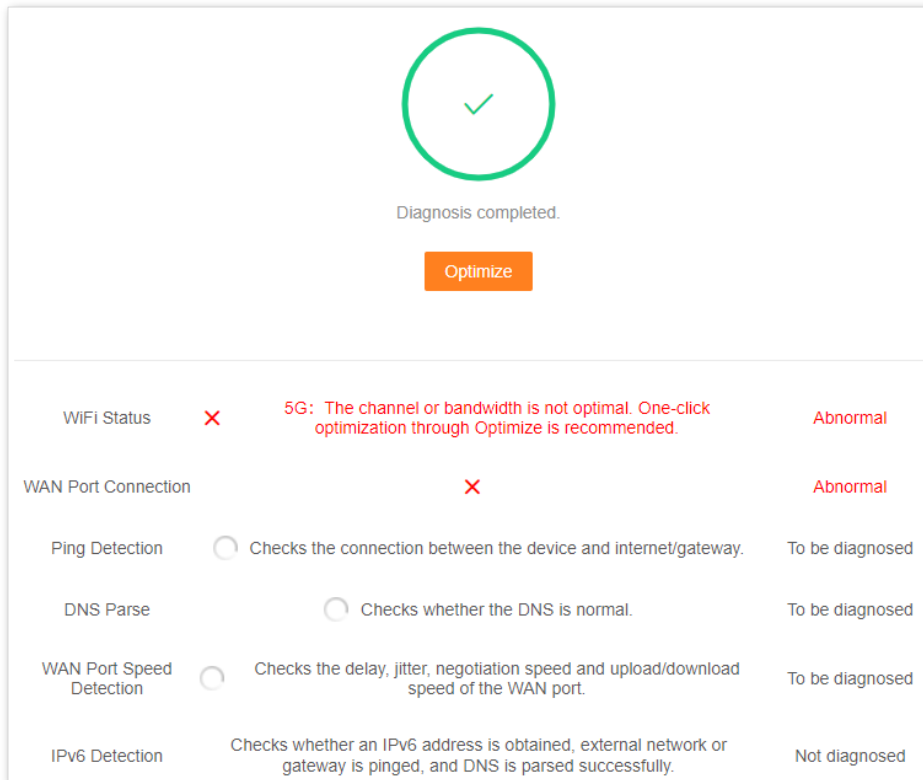 Diagnosis completed.
Optimize
WiFi Status
5G：The channel or bandwidth is not optimal. One-click
optimization through Optimize is recommended.
Abnormal
WAN Port Connection
Abnormal
Ping Detection
Checks the connection between the device and internet/gateway.
To be diagnosed
DNS Parse
Checks whether the DNS is normal.
To be diagnosed
WAN Port Speed
Detection
Checks the delay, jitter, negotiation speed and upload/download
speed of the WAN port.
To be diagnosed
IPv6 Detection
Checks whether an IPv6 address is obtained, external network or
gateway is pinged, and DNS is parsed successfully.
Not diagnosed